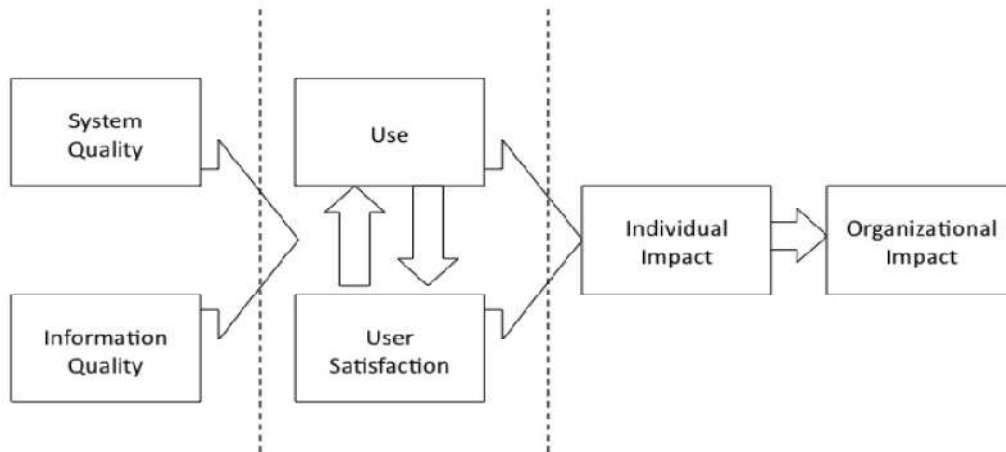 System
Quality
Use
Individual
Impact
Organizational
Impact
Information
Quality
User
Satisfaction